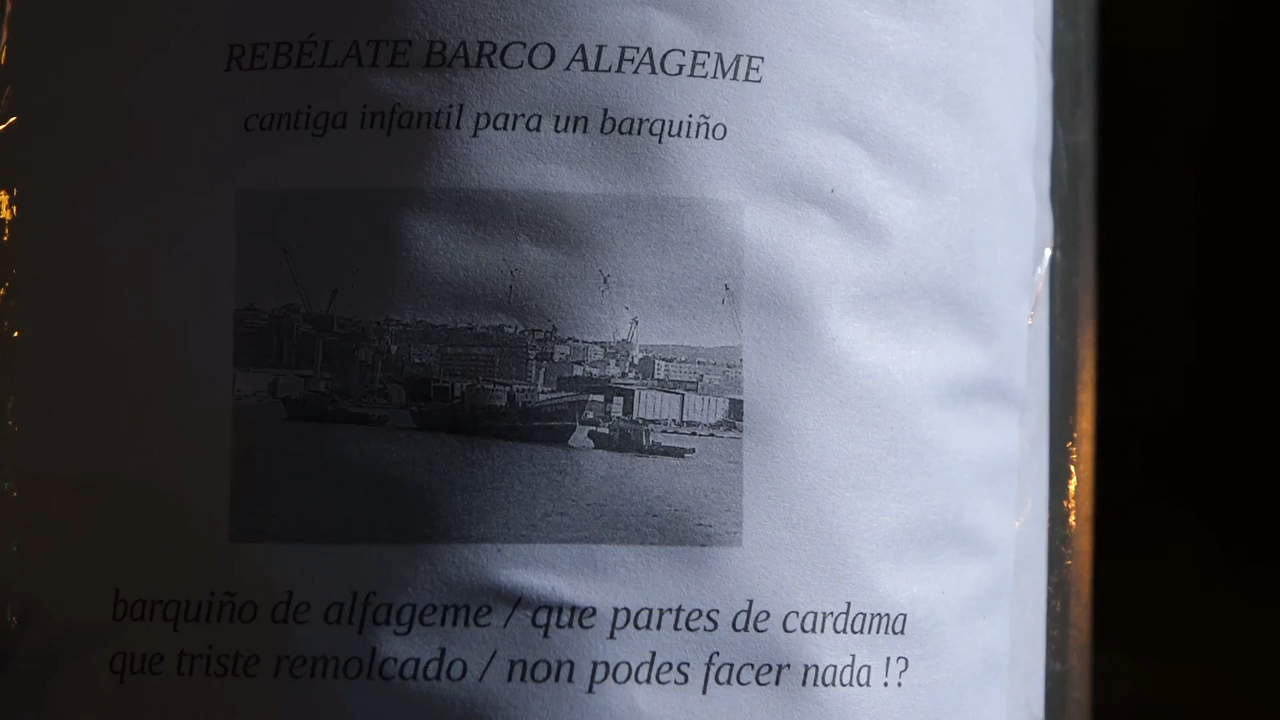 REBÉLATE BARCO ALFAGEME
cantiga infantil para un barquiño
barquiño de alfageme / que partes de cardama
que triste remolcado / non podes facer nada !?